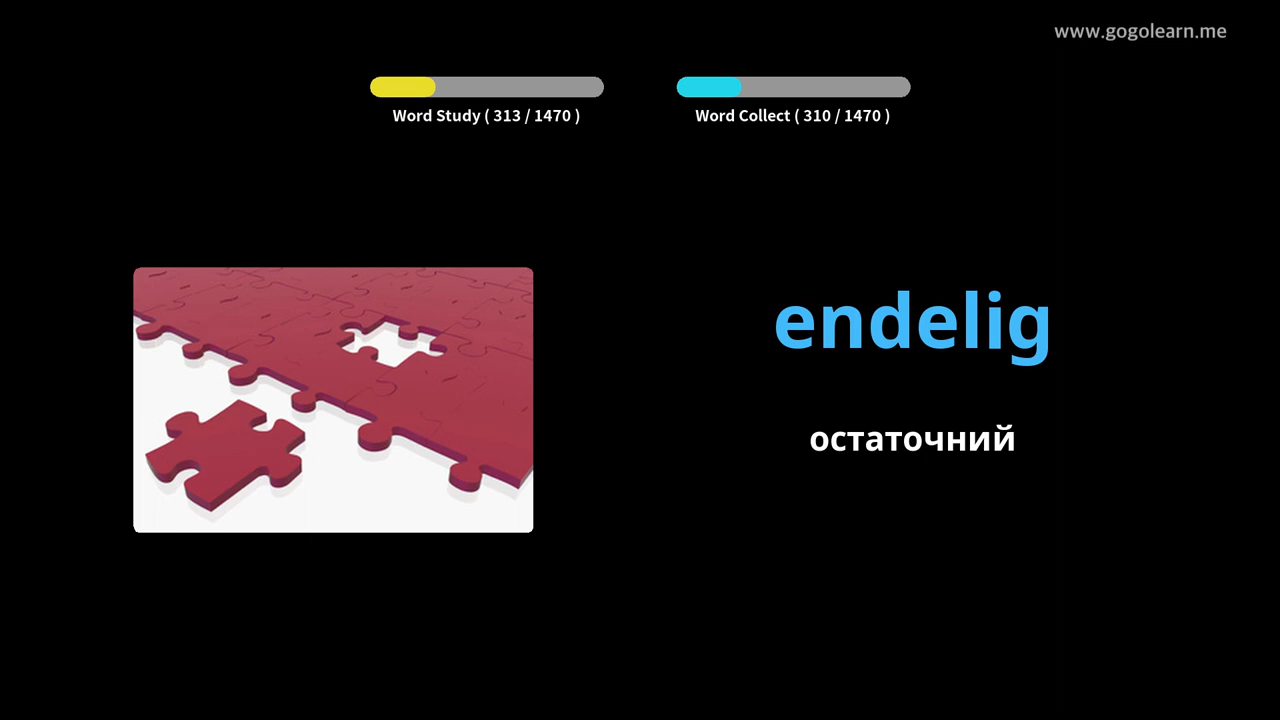 www.gogolearn.me
Word Study ( 313 / 1470 )
Word Collect ( 310 / 1470 )
endelig
остаточний